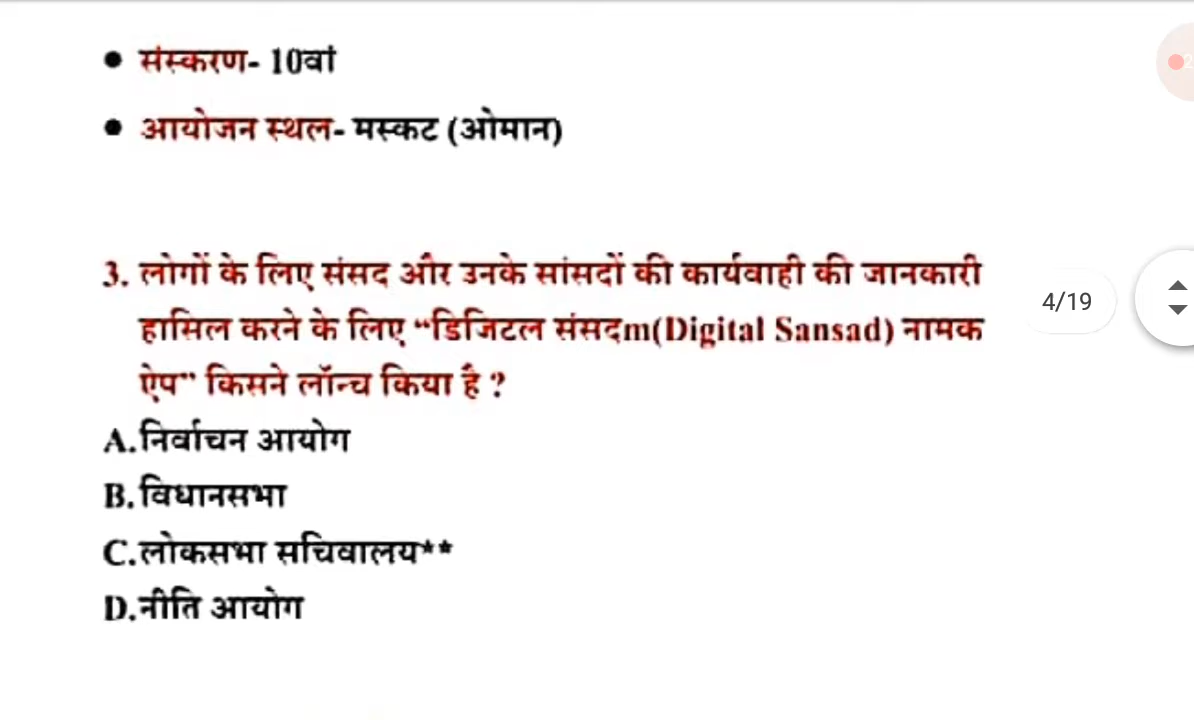 ● संस्करण- 10वां
● आयोजन स्थल- मस्कट (ओमान)
3. लोगों के लिए संसद और उनके सांसदों की कार्यवाही की जानकारी
हासिल करने के लिए “डिजिटल संसदm(Digital Sansad) नामक
ऐप” किसने लॉन्च किया है ?
4/19
A.निर्वाचन आयोग
B.विधानसभा
C.लोकसभा सचिवालय**
D.नीति आयोग